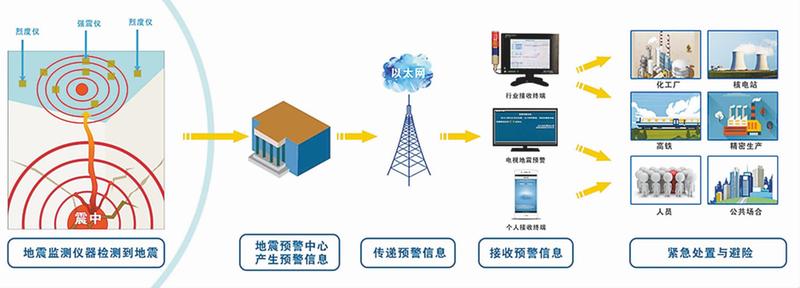 烈度仪
强震仪
烈度仪
震中
地震监测仪器检测到地震
地震预警中心
产生预警信息
以太网
传递预警信息
行业接收终端
电视地震预警
个人接收终端
接收预警信息
化工厂
核电站
高铁
精密生产
人员
公共场合
紧急处置与避险